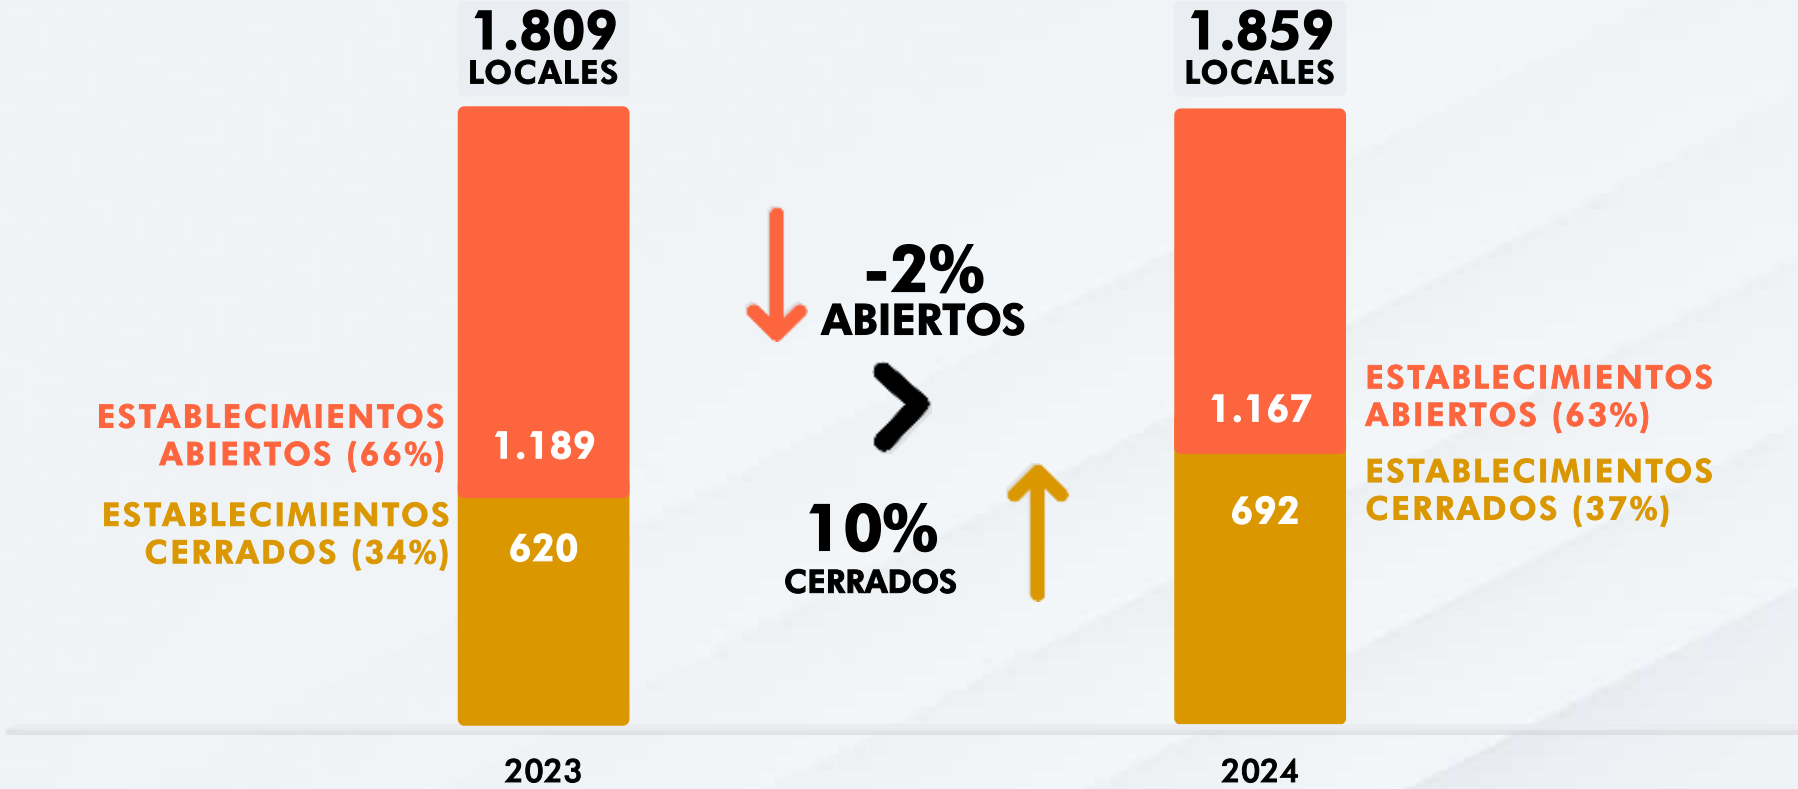 1.809
LOCALES
1.859
LOCALES
-2%
ABIERTOS
ESTABLECIMIENTOS
ABIERTOS (66%)
1.189
ESTABLECIMIENTOS
CERRADOS (34%)
620
10%
CERRADOS
1.167
ESTABLECIMIENTOS
ABIERTOS (63%)
692
ESTABLECIMIENTOS
CERRADOS (37%)
2023
2024